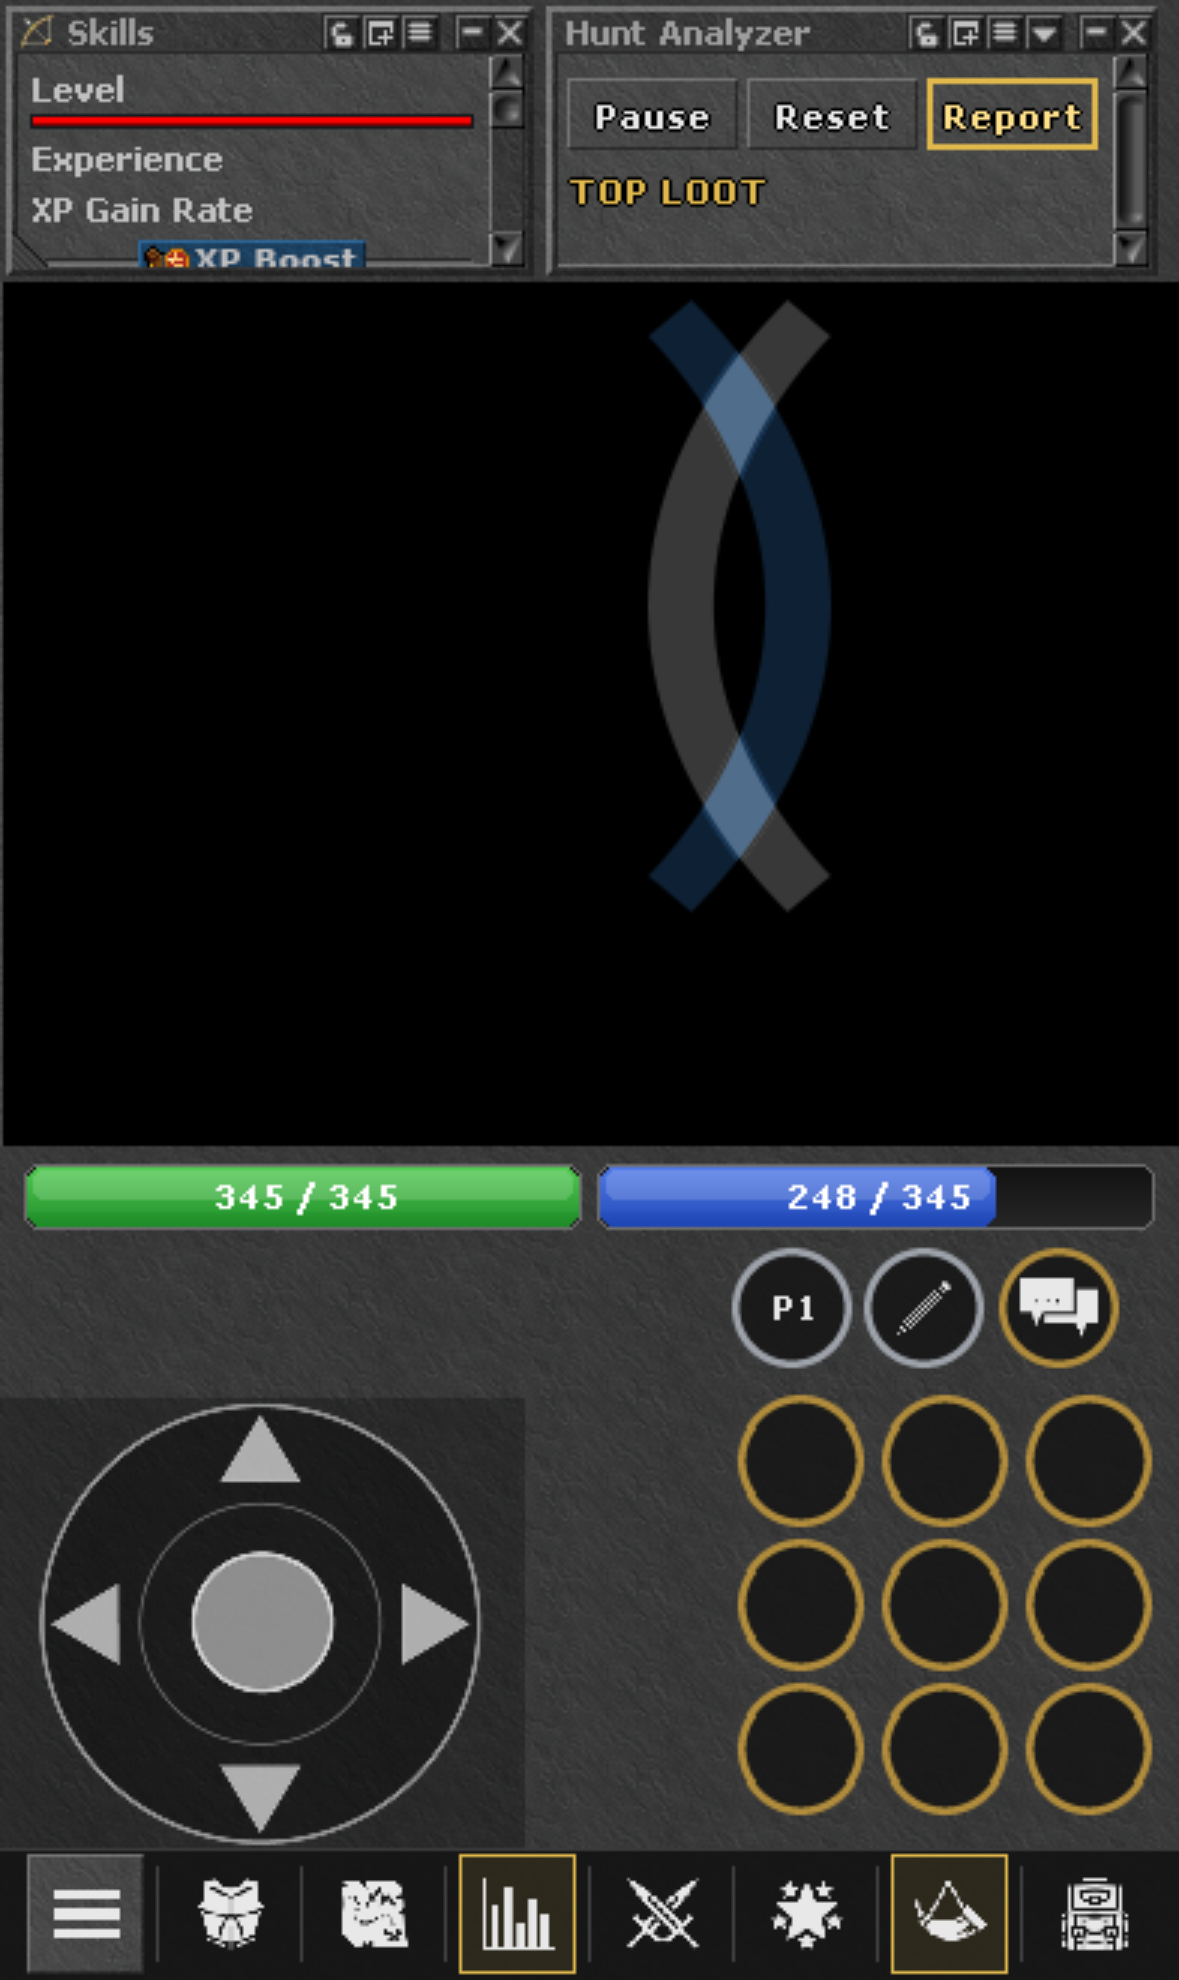 Skills
Level
Experience
XP Gain Rate
XP Boost
Hunt Analyzer
Pause Reset Report
TOP LOOT
345 / 345
248 / 345
P1